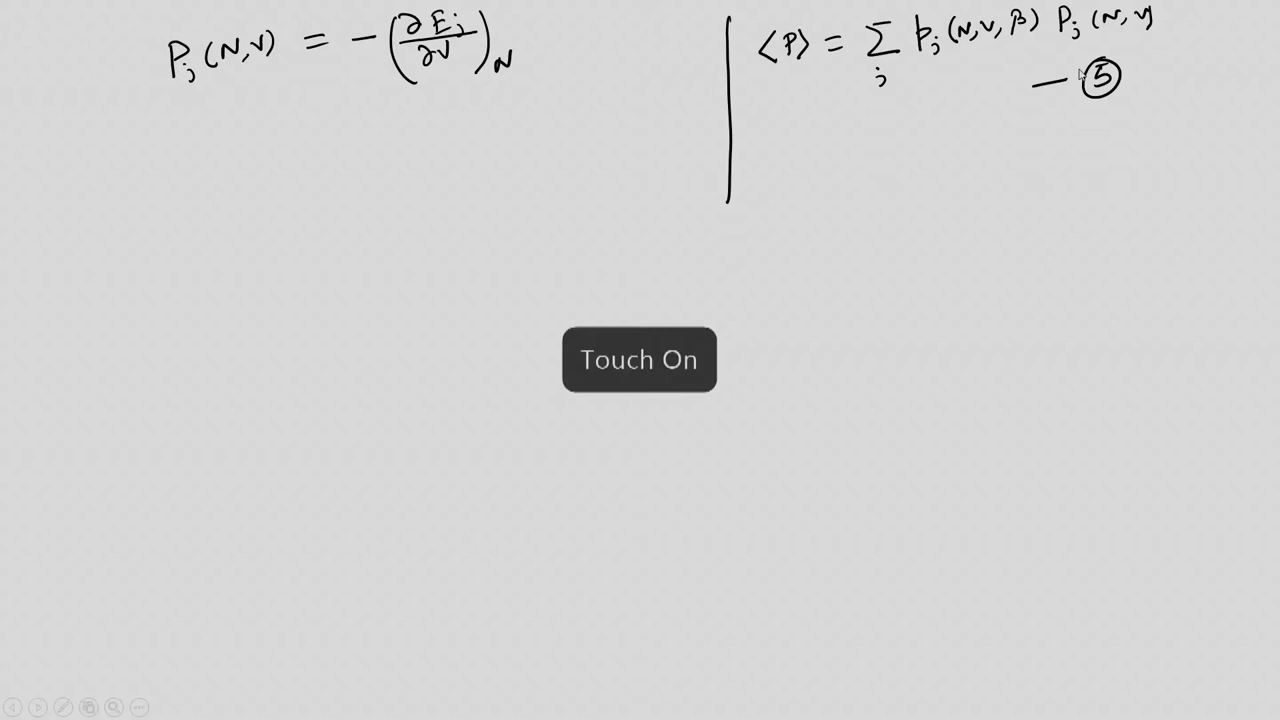 P_j (N,V) = - (∂E_j / ∂V)_N
⟨P⟩ = Σ_j p_j (N,V,β) P_j (N,V)
— ⑤
Touch On